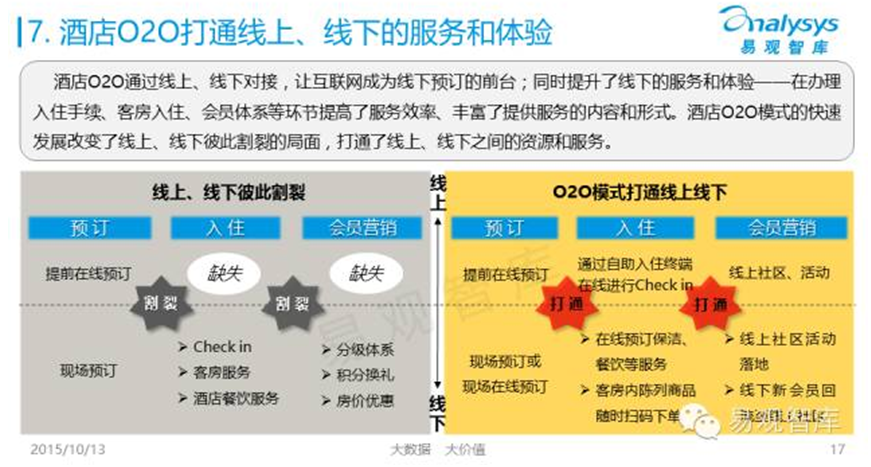 7. 酒店O2O打通线上、线下的服务和体验
analysys
易观智库
酒店O2O通过线上、线下对接，让互联网成为线下预订的前台；同时提升了线下的服务和体验——在办理
入住手续、客房入住、会员体系等环节提高了服务效率、丰富了提供服务的内容和形式。酒店O2O模式的快速
发展改变了线上、线下彼此割裂的局面，打通了线上、线下之间的资源和服务。
线上、线下彼此割裂
预订
入住
会员营销
提前在线预订
缺失
缺失
割裂
割裂
现场预订
➢ Check in
➢ 客房服务
➢ 酒店餐饮服务
➢ 分级体系
➢ 积分换礼
➢ 房价优惠
线上
线下
O2O模式打通线上线下
预订
入住
会员营销
提前在线预订
通过自助入住终端
在线进行Check in
线上社区、活动
打通
打通
现场预订或
现场在线预订
➢ 在线预订保洁、
餐饮等服务
➢ 客房内陈列商品
随时扫码下单
➢ 线上社区活动
落地
➢ 线下新会员回
易观智库
易观智库
2015/10/13
大数据 大价值
17